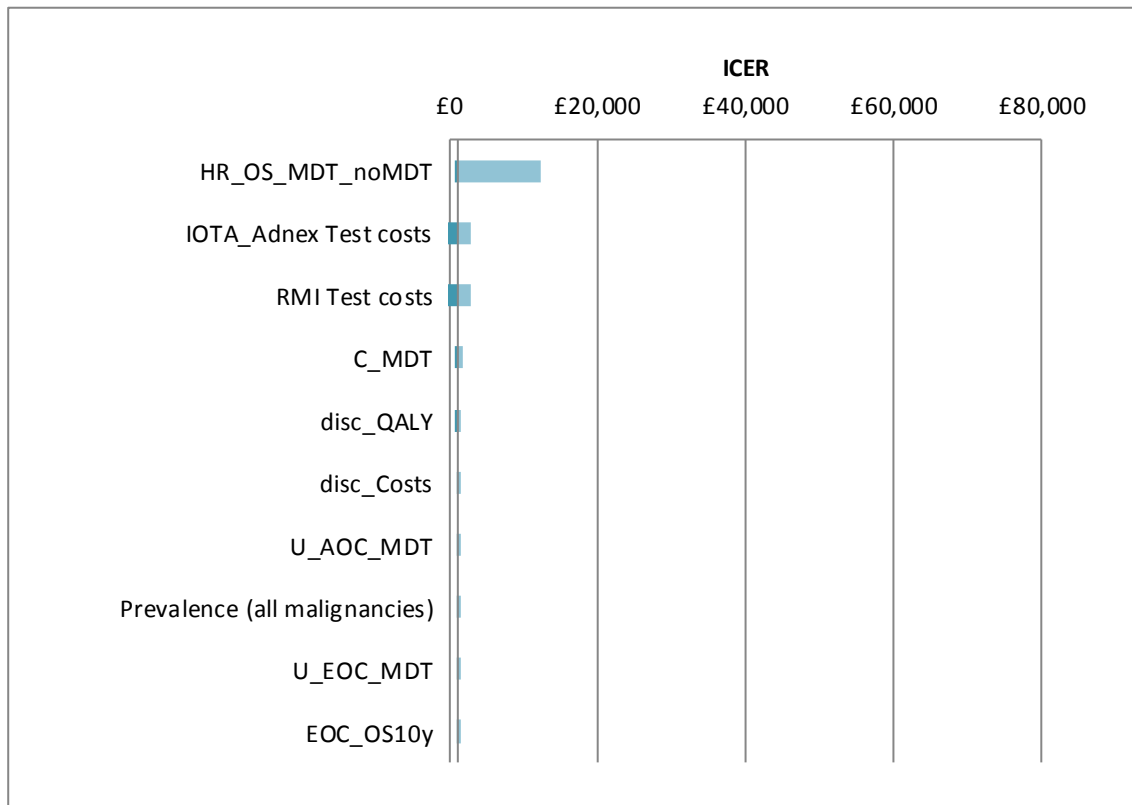 ICER
£0 £20,000 £40,000 £60,000 £80,000
HR_OS_MDT_noMDT
IOTA_Adnex Test costs
RMI Test costs
C_MDT
disc_QALY
disc_Costs
U_AOC_MDT
Prevalence (all malignancies)
U_EOC_MDT
EOC_OS10y